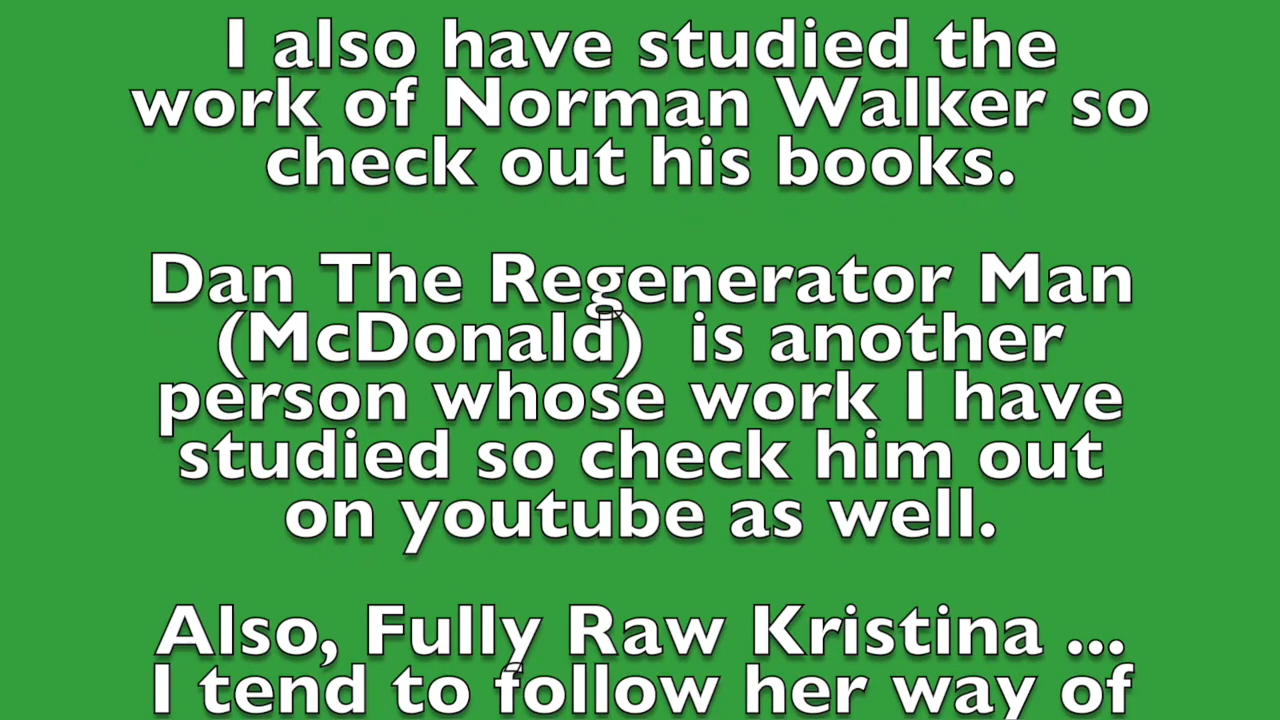 I also have studied the
work of Norman Walker so
check out his books.
Dan The Regenerator Man
(McDonald)  is another
person whose work I have
studied so check him out
on youtube as well.
Also, Fully Raw Kristina ...
I tend to follow her way of